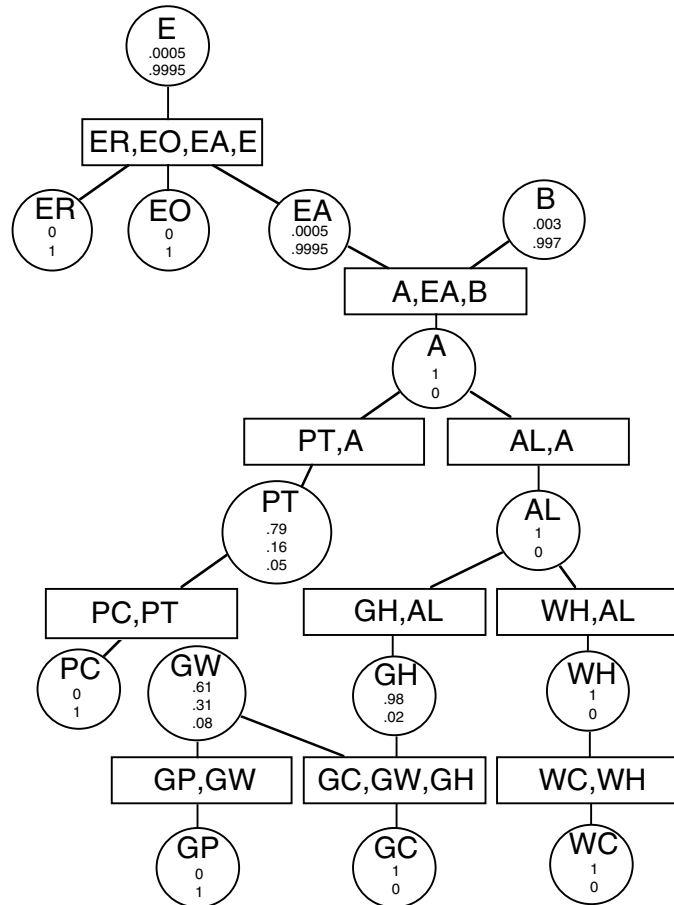 E
.0005
.9995
ER,EO,EA,E
ER
0
1
EO
0
1
EA
.0005
.9995
B
.003
.997
A,EA,B
A
1
0
PT,A
AL,A
PT
.79
.16
.05
AL
1
0
PC,PT
GH,AL
WH,AL
PC
0
1
GW
.61
.31
.08
GH
.98
.02
WH
1
0
GP,GW
GC,GW,GH
WC,WH
GP
0
1
GC
1
0
WC
1
0